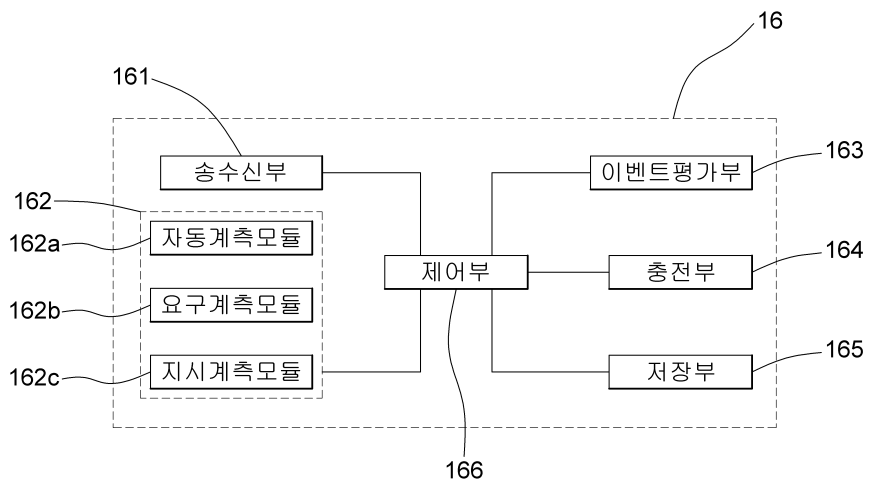 16
161
송수신부
이벤트평가부
163
162
162a
자동계측모듈
제어부
충전부
164
162b
요구계측모듈
162c
지시계측모듈
저장부
165
166